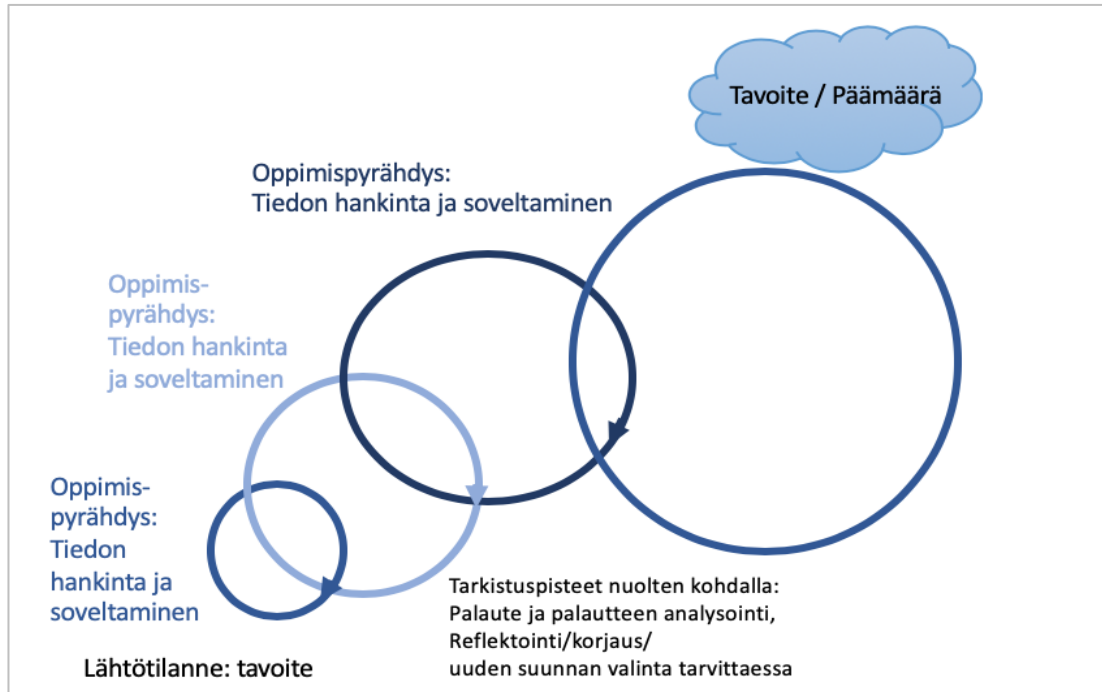 Tavoite / Päämäärä
Oppimispyrähdys:
Tiedon hankinta ja soveltaminen
Oppimis-
pyrähdys:
Tiedon hankinta
ja soveltaminen
Oppimis-
pyrähdys:
Tiedon
hankinta ja
soveltaminen
Tarkistuspisteet nuolten kohdalla:
Palaute ja palautteen analysointi,
Reflektointi/korjaus/
uuden suunnan valinta tarvittaessa
Lähtötilanne: tavoite